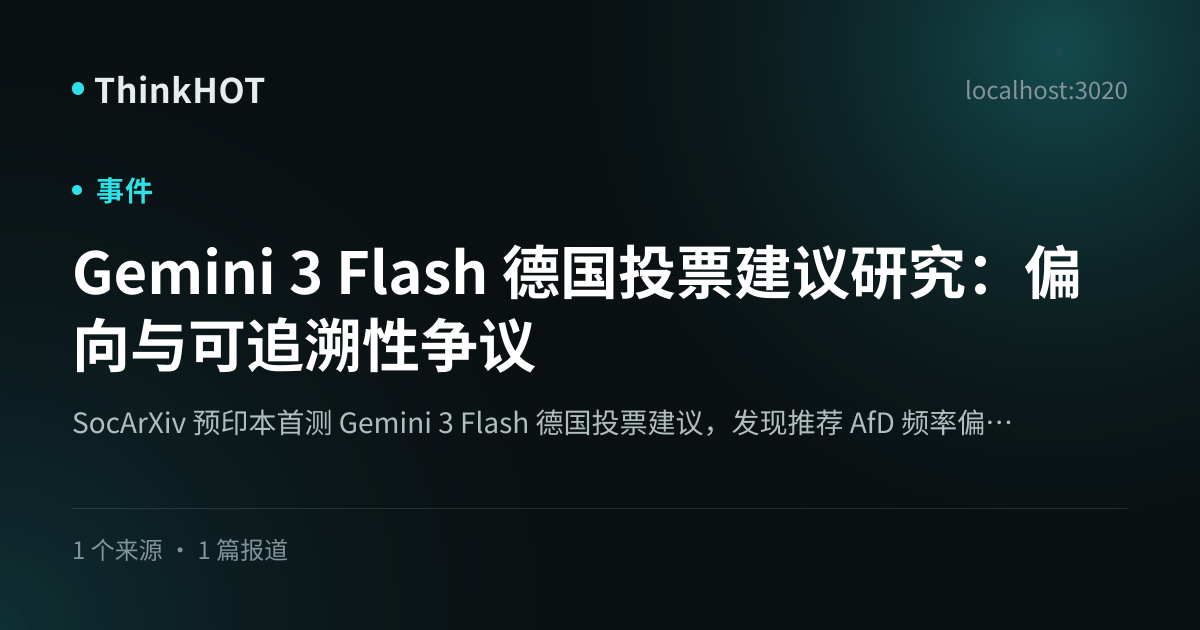 ThinkHOT
localhost:3020
事件
Gemini 3 Flash 德国投票建议研究：偏
向与可追溯性争议
SocArXiv 预印本首测 Gemini 3 Flash 德国投票建议，发现推荐 AfD 频率偏…
1 个来源 · 1 篇报道